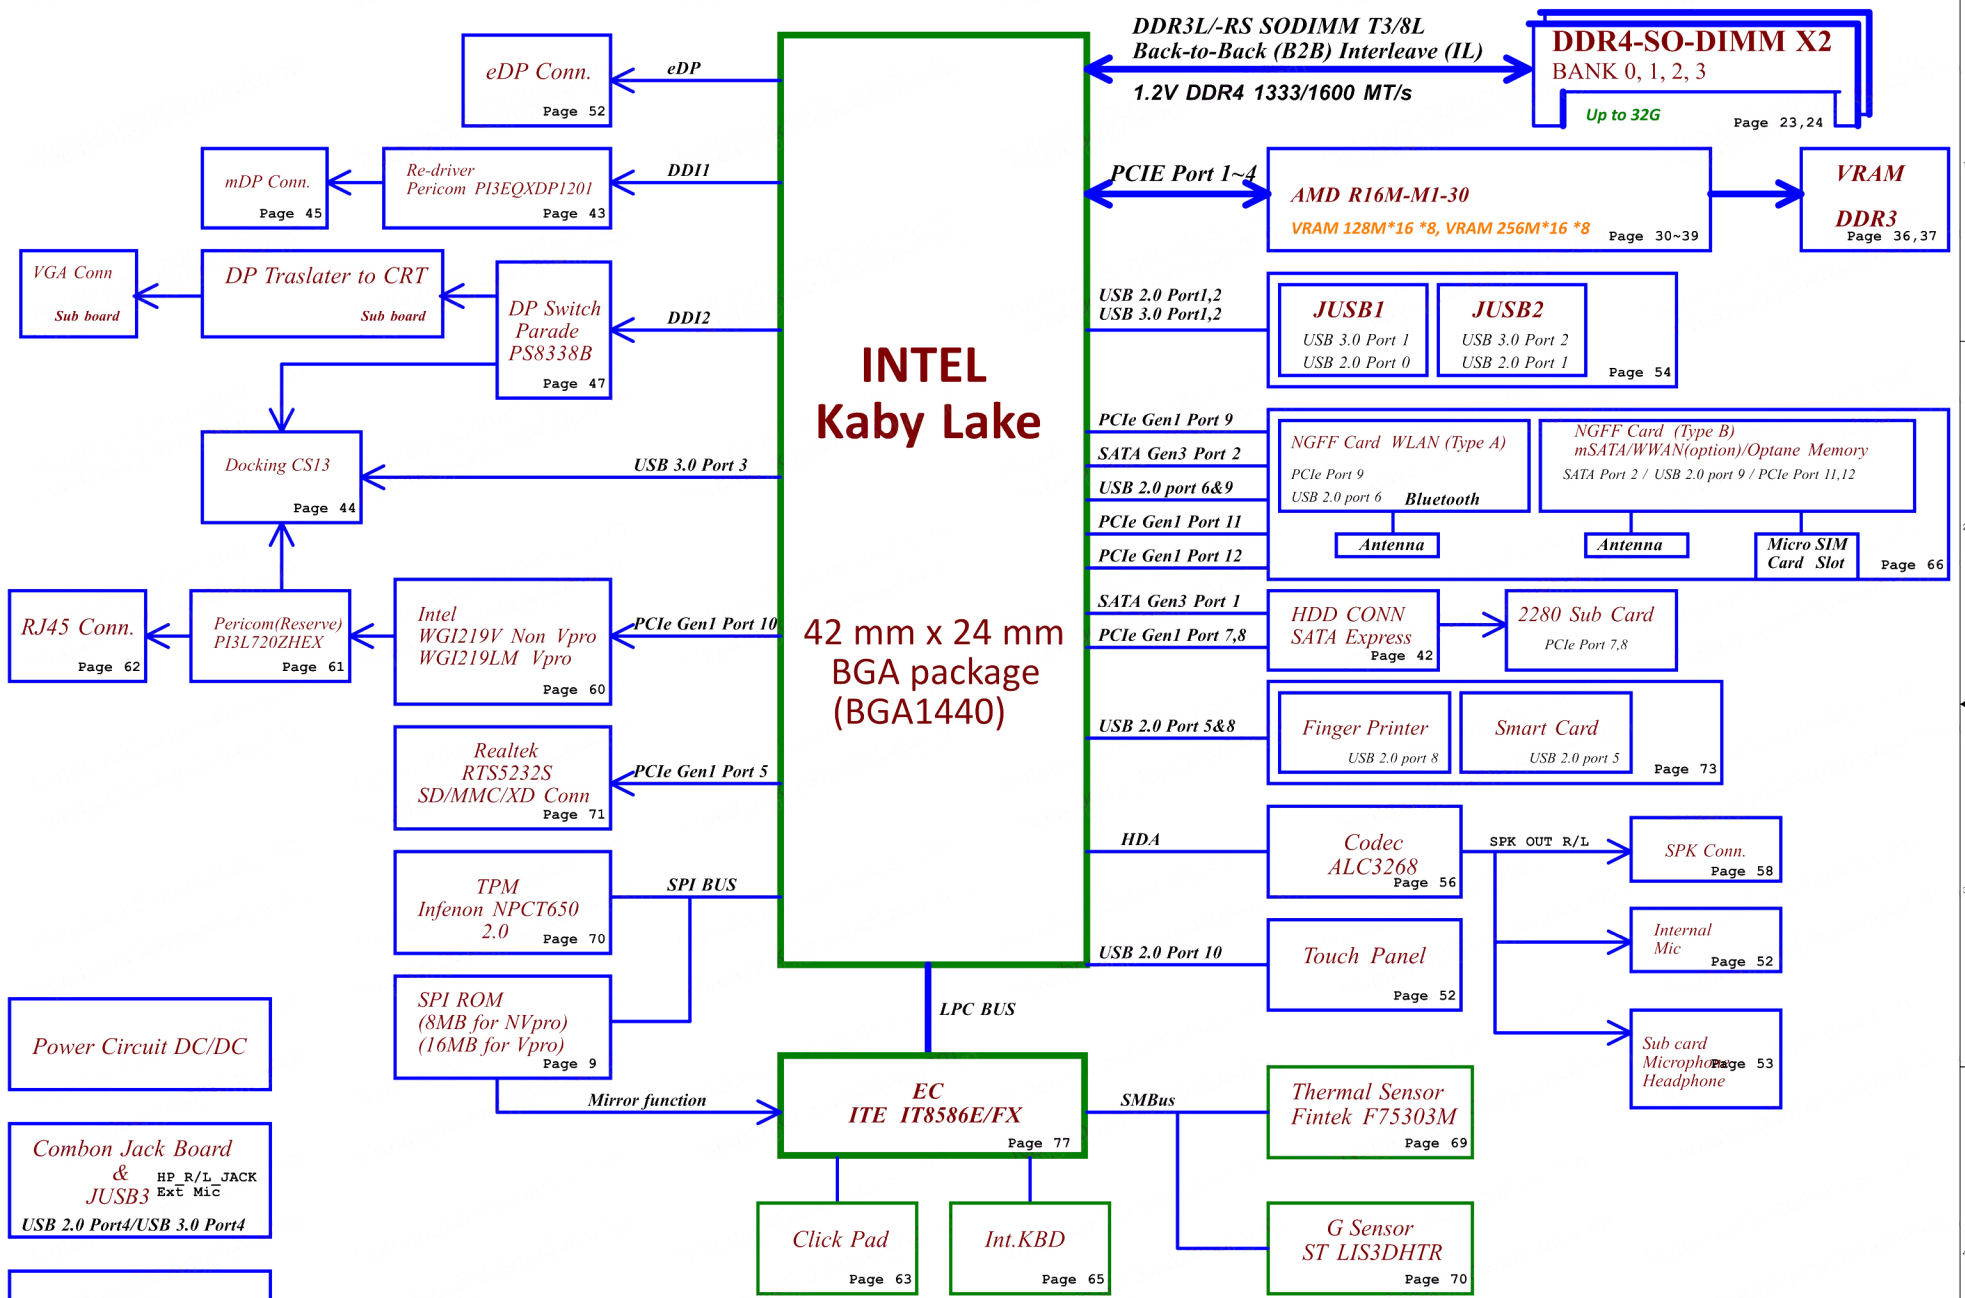 DDR3L/-RS SODIMM T3/8L
Back-to-Back (B2B) Interleave (IL)
1.2V DDR4 1333/1600 MT/s
DDR4-SO-DIMM X2
BANK 0, 1, 2, 3
Up to 32G
Page 23,24
eDP Conn.
Page 52
eDP
mDP Conn.
Page 45
Re-driver
Pericom PI3EQXDP1201
Page 43
DDI1
PCIE Port 1~4
AMD R16M-M1-30
VRAM 128M*16 *8, VRAM 256M*16 *8
Page 30~39
VRAM
DDR3
Page 36,37
VGA Conn
Sub board
DP Traslater to CRT
Sub board
DP Switch
Parade
PS8338B
Page 47
DDI2
USB 2.0 Port1,2
USB 3.0 Port1,2
JUSB1
USB 3.0 Port 1
USB 2.0 Port 0
JUSB2
USB 3.0 Port 2
USB 2.0 Port 1
Page 54
INTEL
Kaby Lake
42 mm x 24 mm
BGA package
(BGA1440)
Docking CS13
Page 44
USB 3.0 Port 3
PCIe Gen1 Port 9
SATA Gen3 Port 2
USB 2.0 port 6&9
PCIe Gen1 Port 11
PCIe Gen1 Port 12
NGFF Card WLAN (Type A)
PCIe Port 9
USB 2.0 port 6
Bluetooth
Antenna
NGFF Card (Type B)
mSATA/WWAN(option)/Optane Memory
SATA Port 2 / USB 2.0 port 9 / PCIe Port 11,12
Antenna
Micro SIM
Card Slot
Page 66
RJ45 Conn.
Page 62
Pericom(Reserve)
PI3L720ZHEX
Page 61
Intel
WGI219V Non Vpro
WGI219LM Vpro
Page 60
PCIe Gen1 Port 10
SATA Gen3 Port 1
PCIe Gen1 Port 7,8
HDD CONN
SATA Express
Page 42
2280 Sub Card
PCIe Port 7,8
Realtek
RTS5232S
SD/MMC/XD Conn
Page 71
PCIe Gen1 Port 5
USB 2.0 Port 5&8
Finger Printer
USB 2.0 port 8
Smart Card
USB 2.0 port 5
Page 73
TPM
Infenon NPCT650
2.0
Page 70
SPI BUS
HDA
Codec
ALC3268
Page 56
SPK OUT R/L
SPK Conn.
Page 58
Internal
Mic
Page 52
USB 2.0 Port 10
Touch Panel
Page 52
Sub card
Microphone
Headphone
Page 53
SPI ROM
(8MB for NVpro)
(16MB for Vpro)
Page 9
LPC BUS
Mirror function
EC
ITE IT8586E/FX
Page 77
SMBus
Thermal Sensor
Fintek F75303M
Page 69
G Sensor
ST LIS3DHTR
Page 70
Click Pad
Page 63
Int.KBD
Page 65
Power Circuit DC/DC
Combon Jack Board
&
JUSB3
HP_R/L_JACK
Ext Mic
USB 2.0 Port4/USB 3.0 Port4